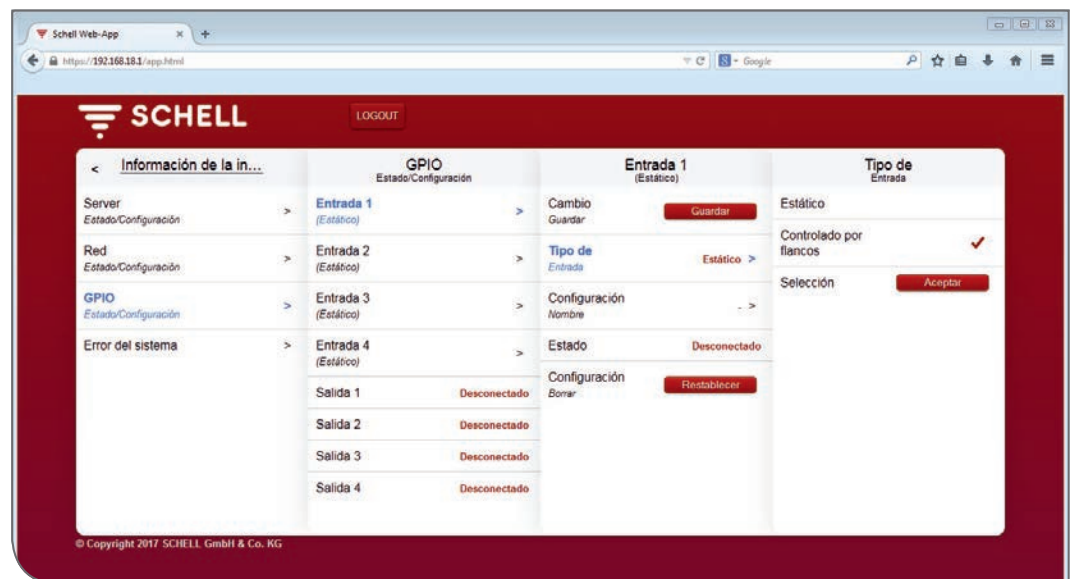 Schell Web-App
https://192.168.18.1/app.html
Google
SCHELL
LOGOUT
< Información de la in...
Server
Estado/Configuración
>
Red
Estado/Configuración
>
GPIO
Estado/Configuración
>
Error del sistema
>
GPIO
Estado/Configuración
Entrada 1
(Estático)
>
Entrada 2
(Estático)
>
Entrada 3
(Estático)
>
Entrada 4
(Estático)
>
Salida 1 Desconectado
Salida 2 Desconectado
Salida 3 Desconectado
Salida 4 Desconectado
Entrada 1
(Estático)
Cambio
Guardar
Guardar
Tipo de
Entrada
Estático >
Configuración
Nombre
. >
Estado Desconectado
Configuración
Borrar
Restablecer
Tipo de
Entrada
Estático
Controlado por
flancos
Selección Aceptar
© Copyright 2017 SCHELL GmbH & Co. KG